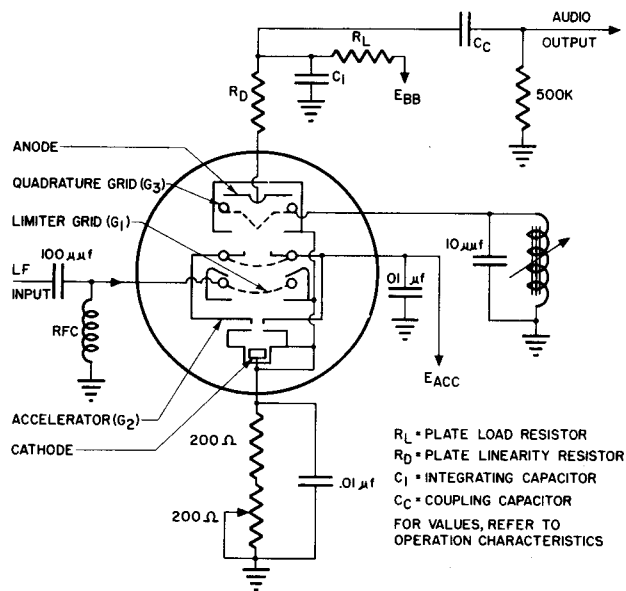 AUDIO
OUTPUT
R_L
C_C
C_I
R_D
E_BB
500K
ANODE
QUADRATURE GRID (G3)
LIMITER GRID (G1)
100 μμf
10 μμf
I.F
INPUT
.01
μf
RFC
E_ACC
ACCELERATOR (G2)
CATHODE
200 Ω
.01 μf
200 Ω
R_L = PLATE LOAD RESISTOR
R_D = PLATE LINEARITY RESISTOR
C_I = INTEGRATING CAPACITOR
C_C = COUPLING CAPACITOR
FOR VALUES, REFER TO
OPERATION CHARACTERISTICS